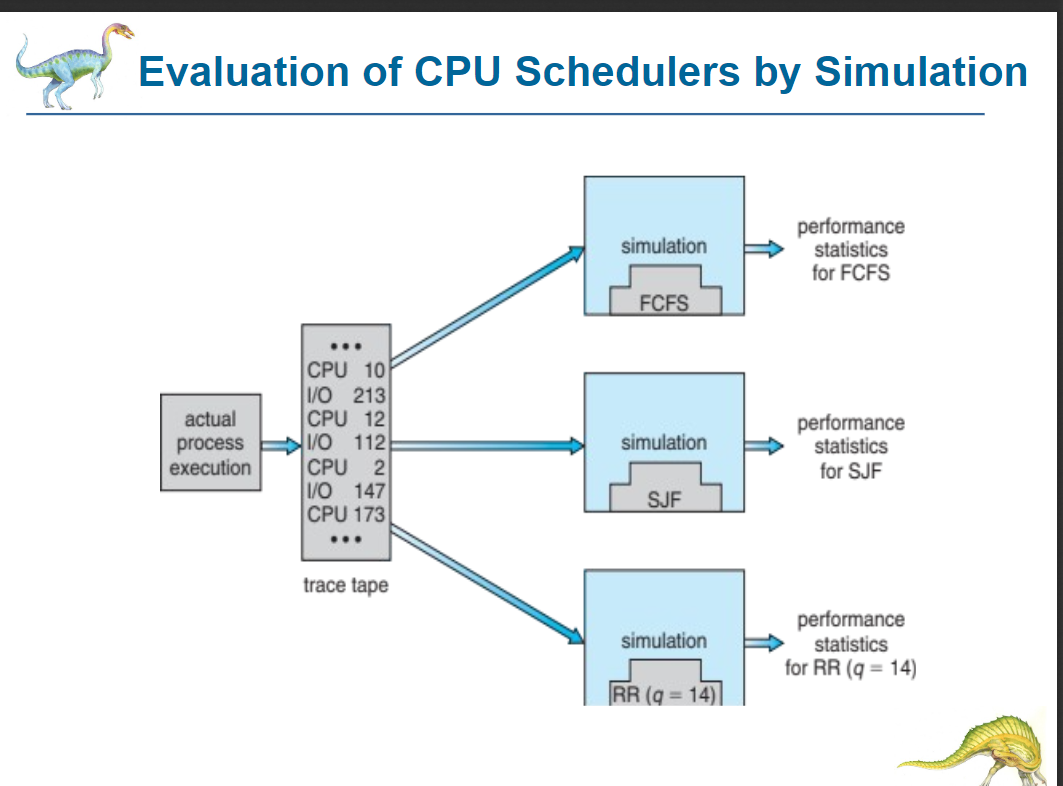 Evaluation of CPU Schedulers by Simulation
actual
process
execution
• • •
CPU 10
I/O 213
CPU 12
I/O 112
CPU 2
I/O 147
CPU 173
• • •
trace tape
simulation
FCFS
performance
statistics
for FCFS
simulation
SJF
performance
statistics
for SJF
simulation
RR (q = 14)
performance
statistics
for RR (q = 14)